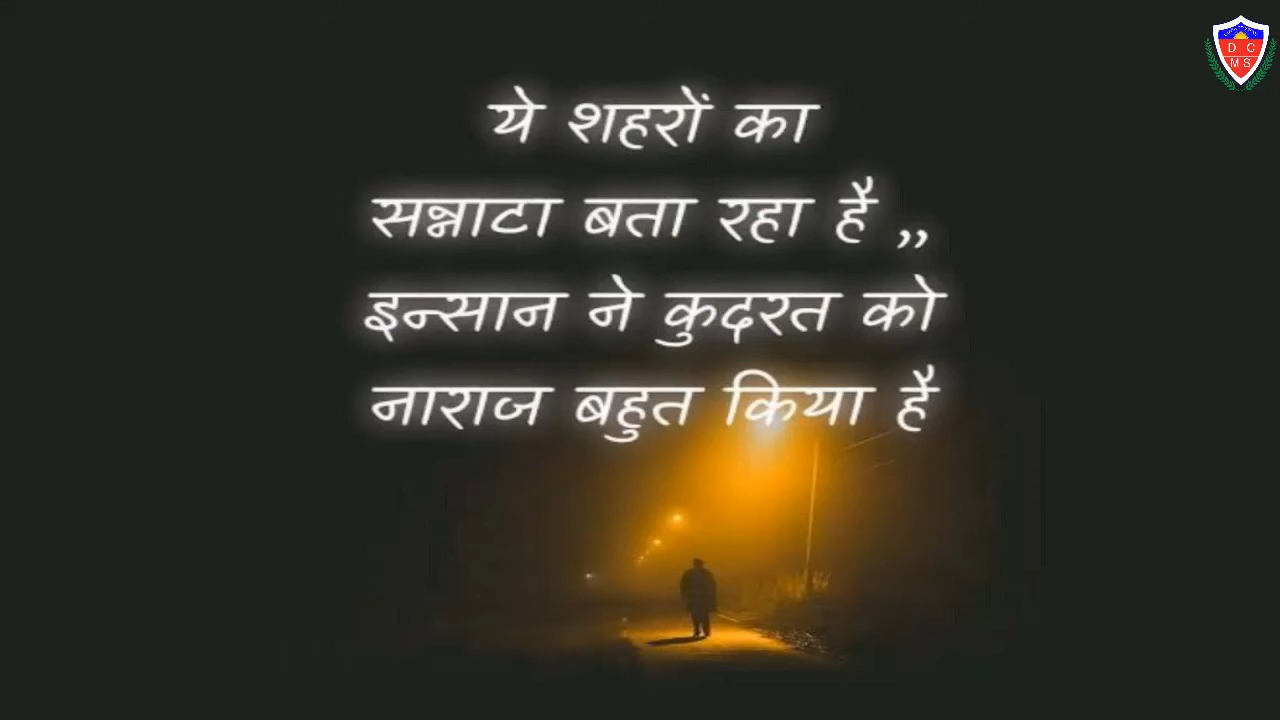 ये शहरों का
सन्नाटा बता रहा है ,,
इन्सान ने कुदरत को
नाराज बहुत किया है
D C
M S